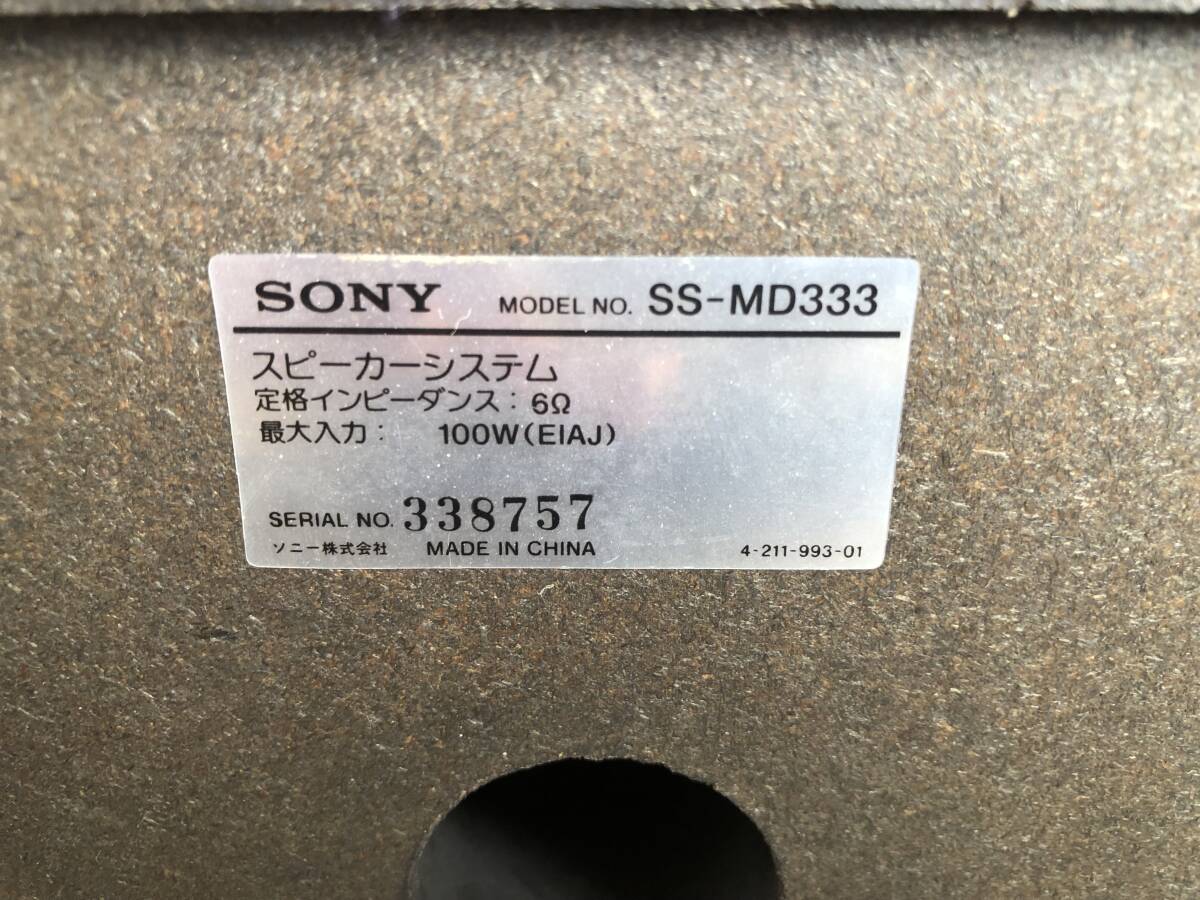 SONY MODEL NO. SS-MD333
スピーカーシステム
定格インピーダンス: 6Ω
最大入力: 100W(EIAJ)
SERIAL NO. 338757
ソニー株式会社 MADE IN CHINA 4-211-993-01